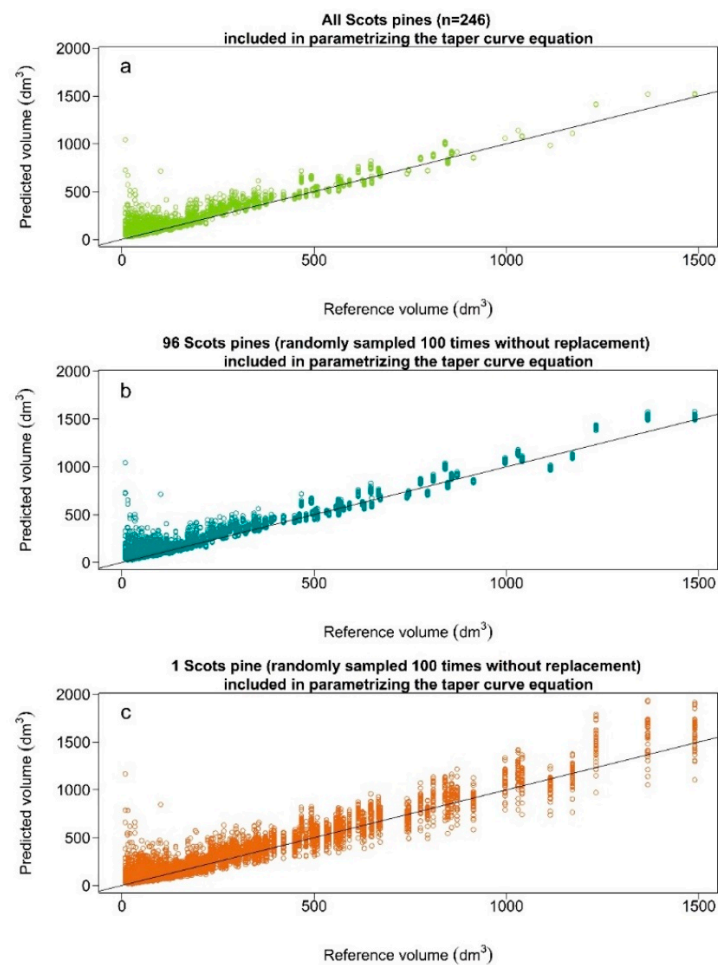 All Scots pines (n=246)
included in parametrizing the taper curve equation
a
2000
1500
1000
500
0
Predicted volume (dm³)
0 500 1000 1500
Reference volume (dm³)
96 Scots pines (randomly sampled 100 times without replacement)
included in parametrizing the taper curve equation
b
2000
1500
1000
500
0
Predicted volume (dm³)
0 500 1000 1500
Reference volume (dm³)
1 Scots pine (randomly sampled 100 times without replacement)
included in parametrizing the taper curve equation
c
2000
1500
1000
500
0
Predicted volume (dm³)
0 500 1000 1500
Reference volume (dm³)